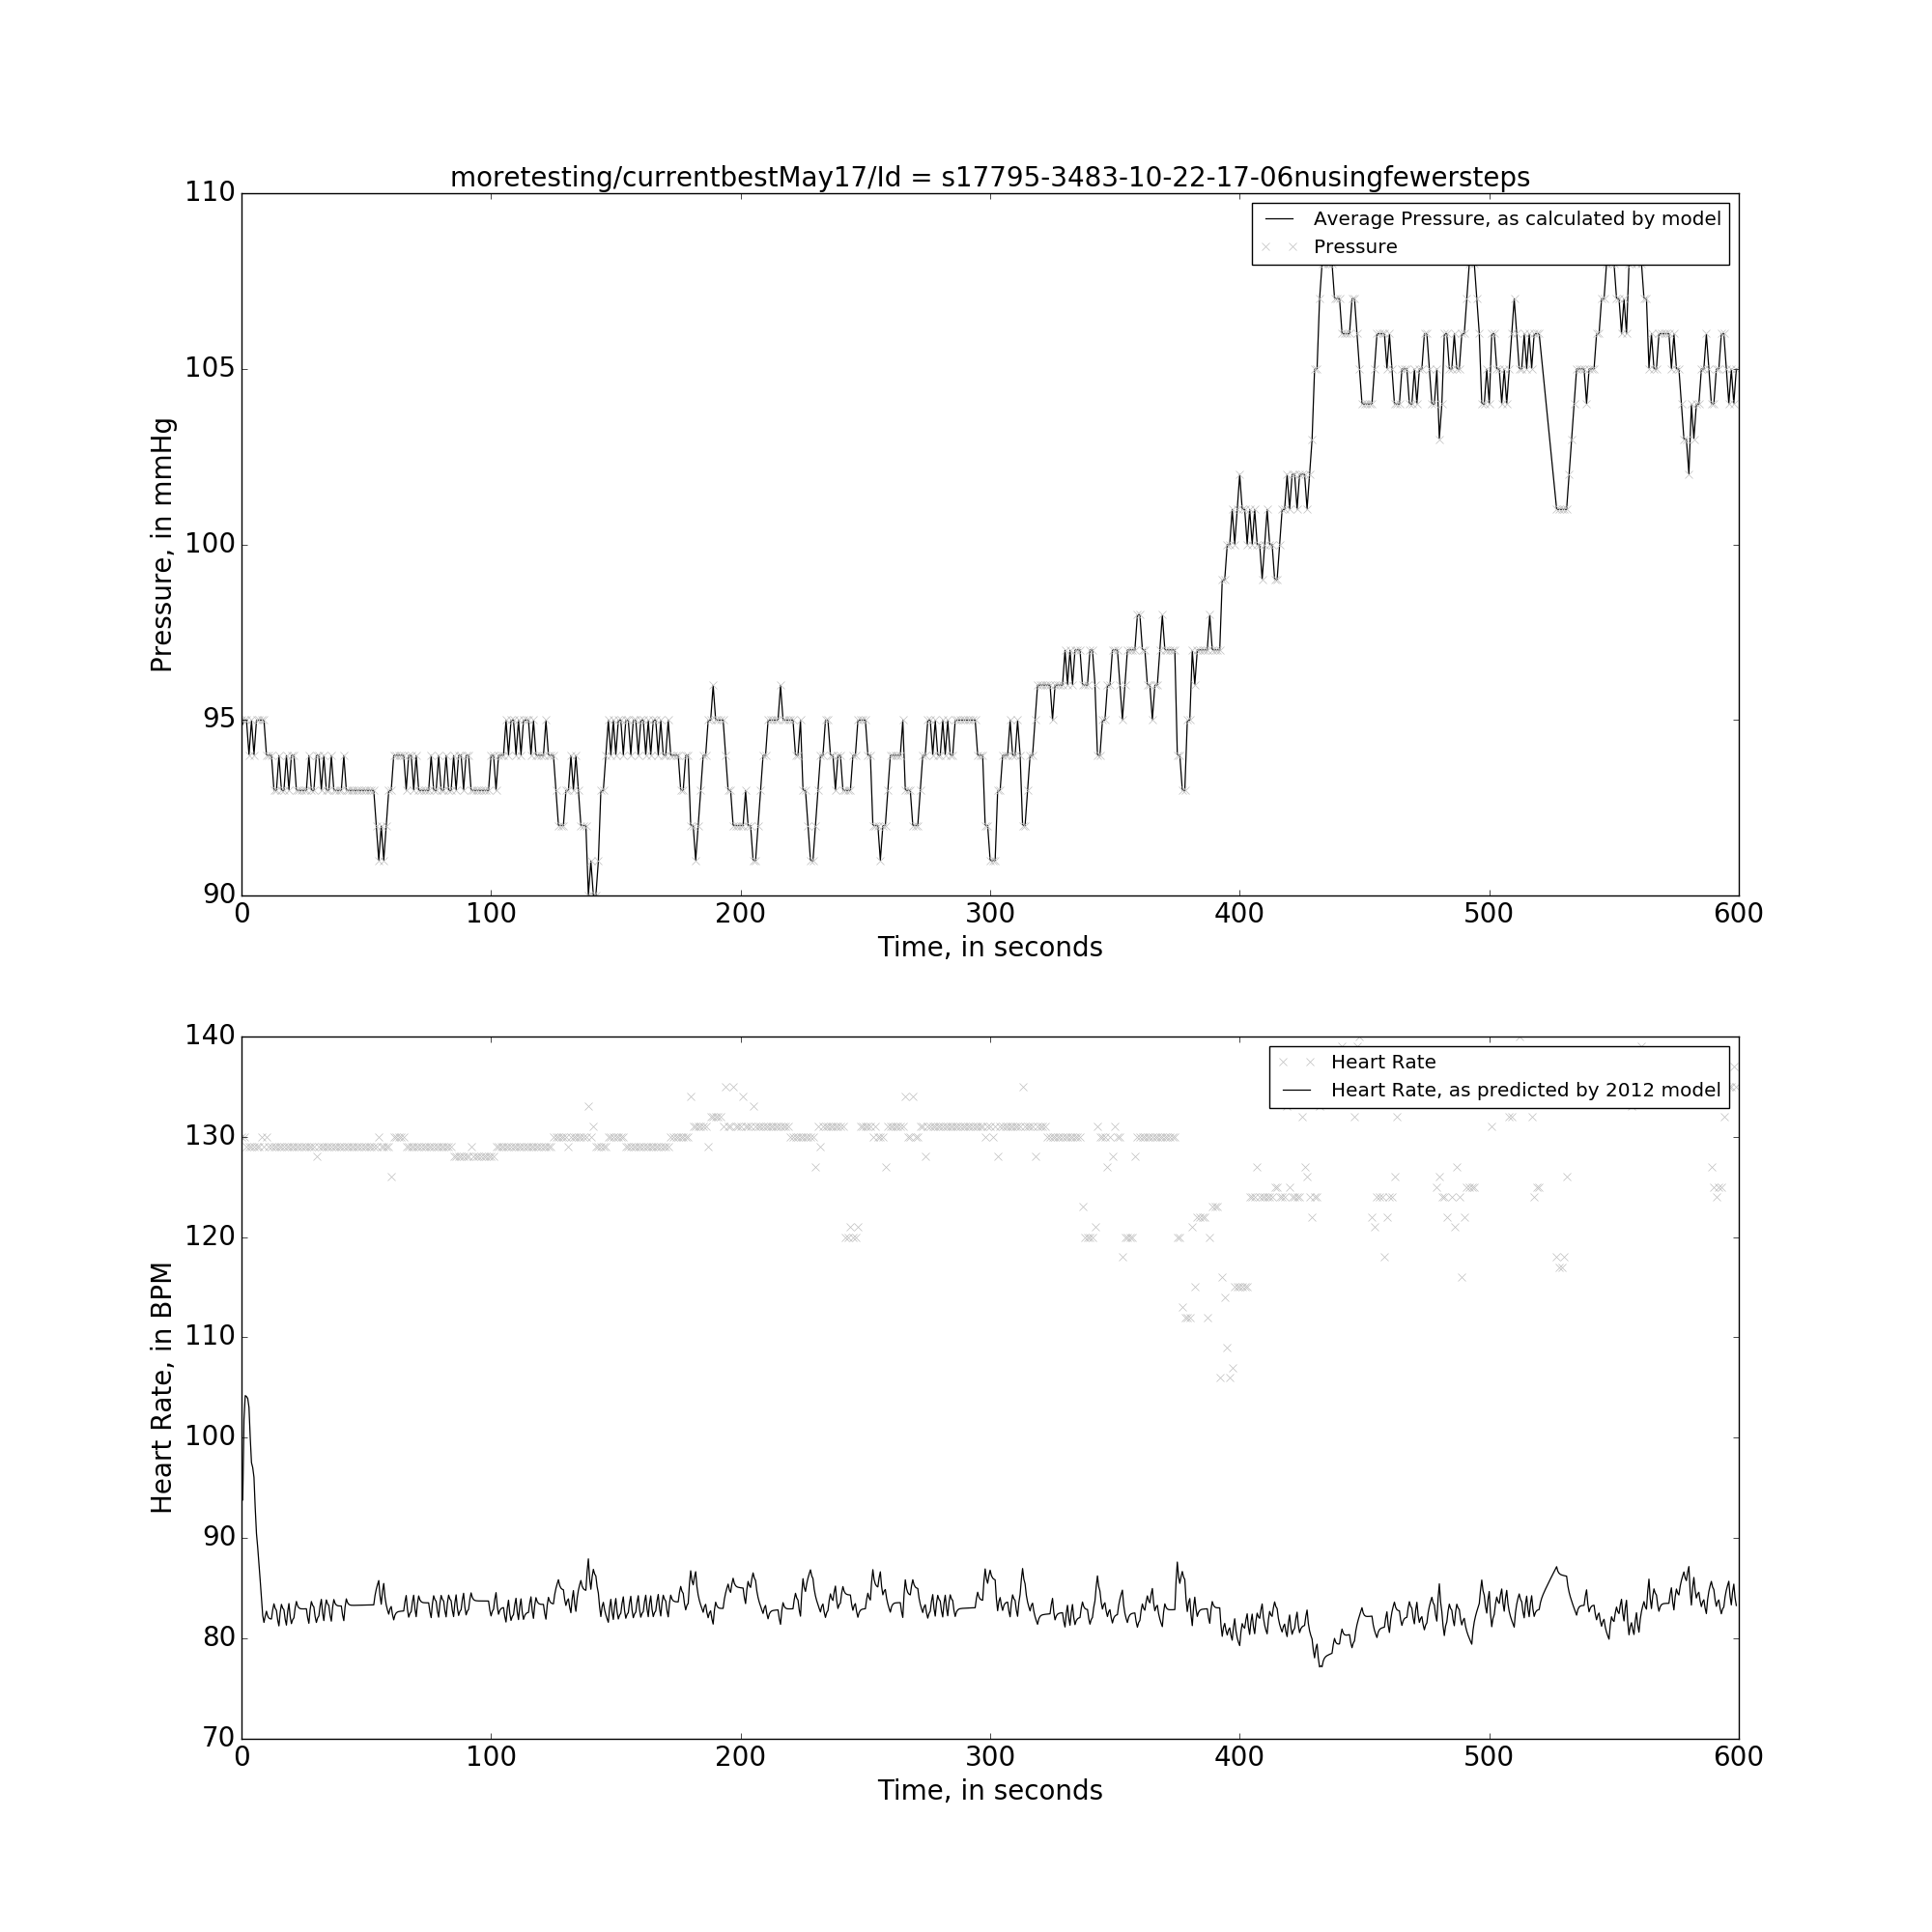 moretesting/currentbestMay17/Id = s17795-3483-10-22-17-06nusingfewersteps
110
105
100
95
90
Pressure, in mmHg
Average Pressure, as calculated by model
Pressure
0 100 200 300 400 500 600
Time, in seconds
140
130
120
110
100
90
80
70
Heart Rate, in BPM
Heart Rate
Heart Rate, as predicted by 2012 model
0 100 200 300 400 500 600
Time, in seconds